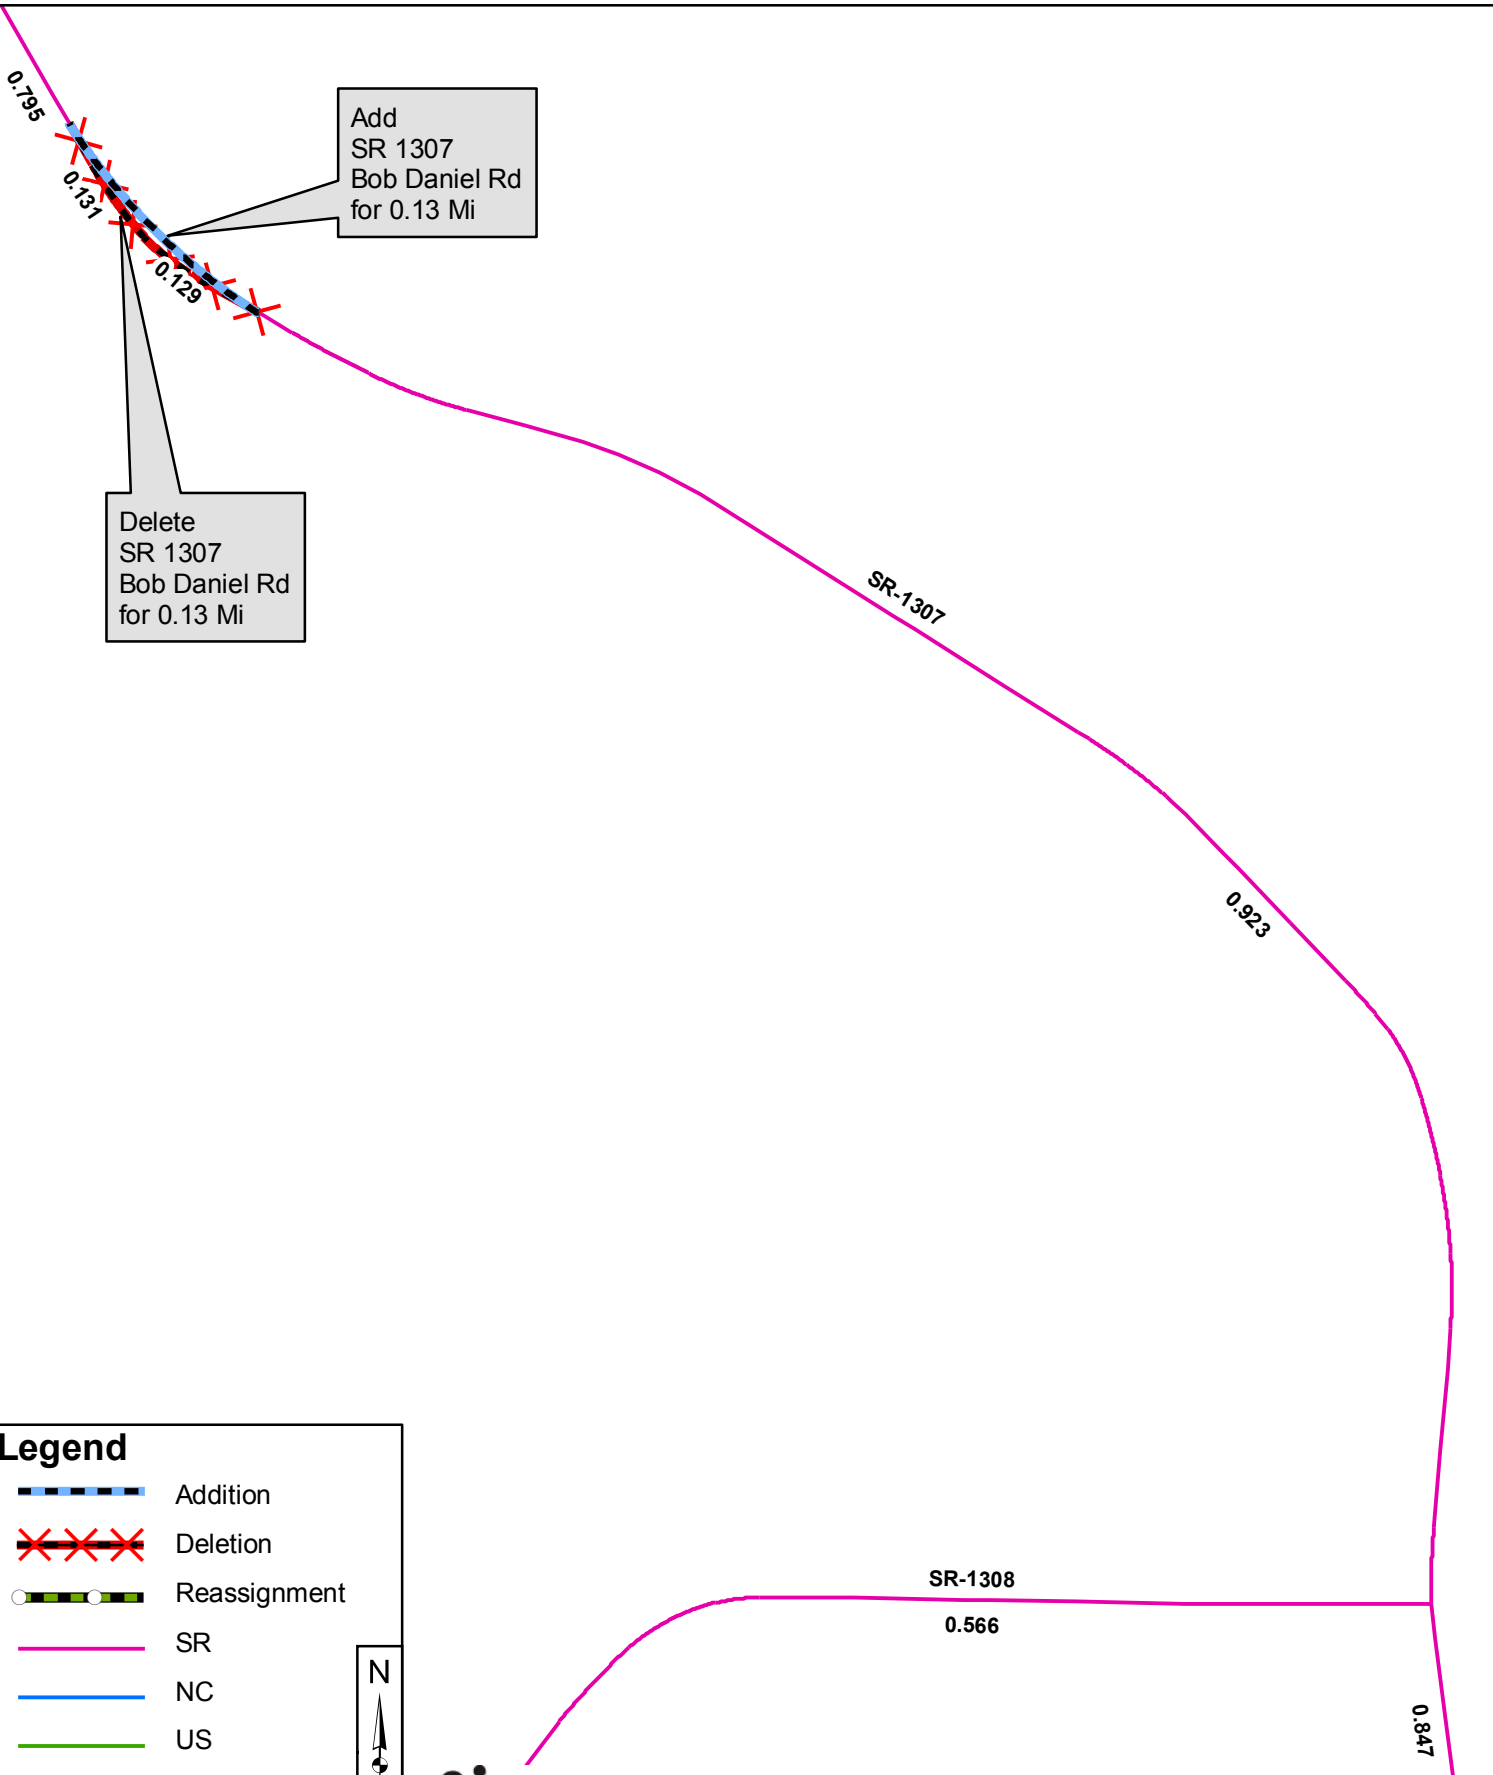 0.795
Add
SR 1307
Bob Daniel Rd
for 0.13 Mi
0.131
0.129
Delete
SR 1307
Bob Daniel Rd
for 0.13 Mi
SR-1307
0.923
Legend
Addition
Deletion
Reassignment
SR
NC
US
N
SR-1308
0.566
0.847